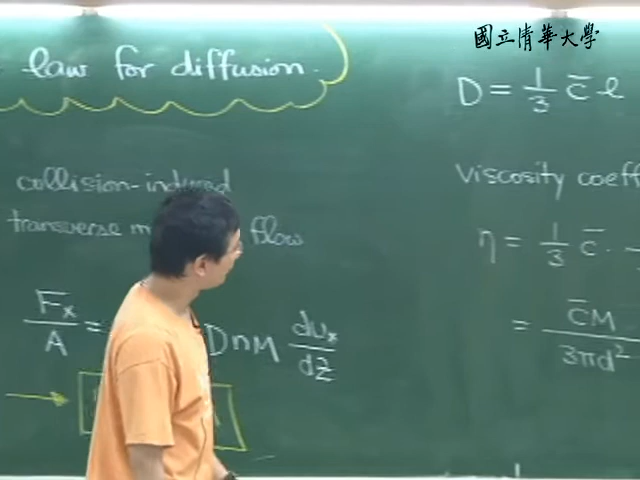 國立清華大學
law for diffusion.
D = 1/3 c̄ ℓ
collision-induced
transverse flow
Viscosity coeff
η = 1/3 c̄ ·
Fx/A = DnM dux/dz
= c̄M/3πd²